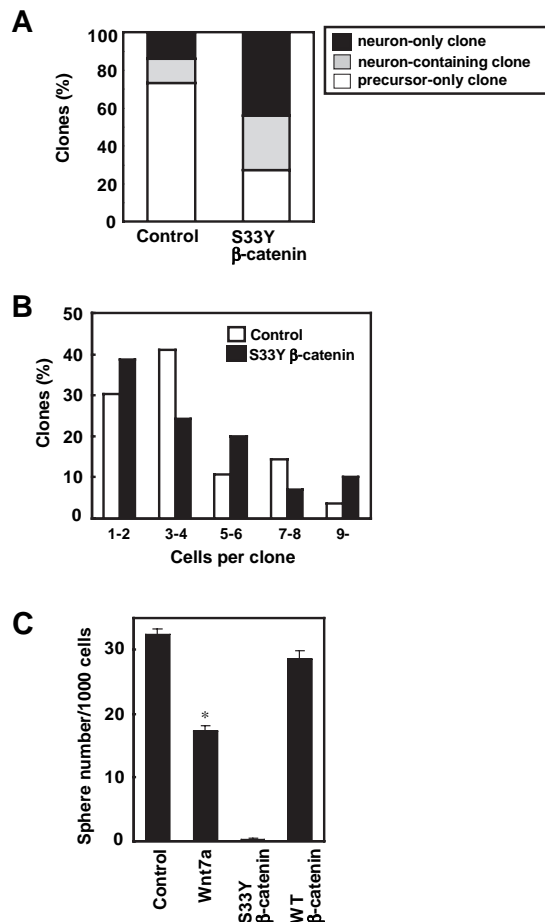 A
100
80
60
40
20
0
Clones (%)
Control
S33Y
β-catenin
neuron-only clone
neuron-containing clone
precursor-only clone
B
50
40
30
20
10
0
Clones (%)
Control
S33Y β-catenin
1-2
3-4
5-6
7-8
9-
Cells per clone
C
30
20
10
0
Sphere number/1000 cells
*
Control
Wnt7a
S33Y
β-catenin
WT
β-catenin